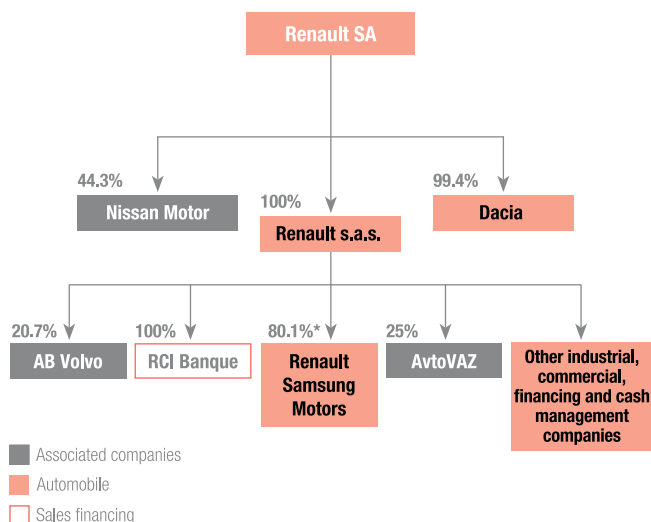 Renault SA
44.3%
Nissan Motor
100%
Renault s.a.s.
99.4%
Dacia
20.7%
AB Volvo
100%
RCI Banque
80.1%*
Renault
Samsung
Motors
25%
AvtoVAZ
Other industrial,
commercial,
financing and cash
management
companies
Associated companies
Automobile
Sales financing